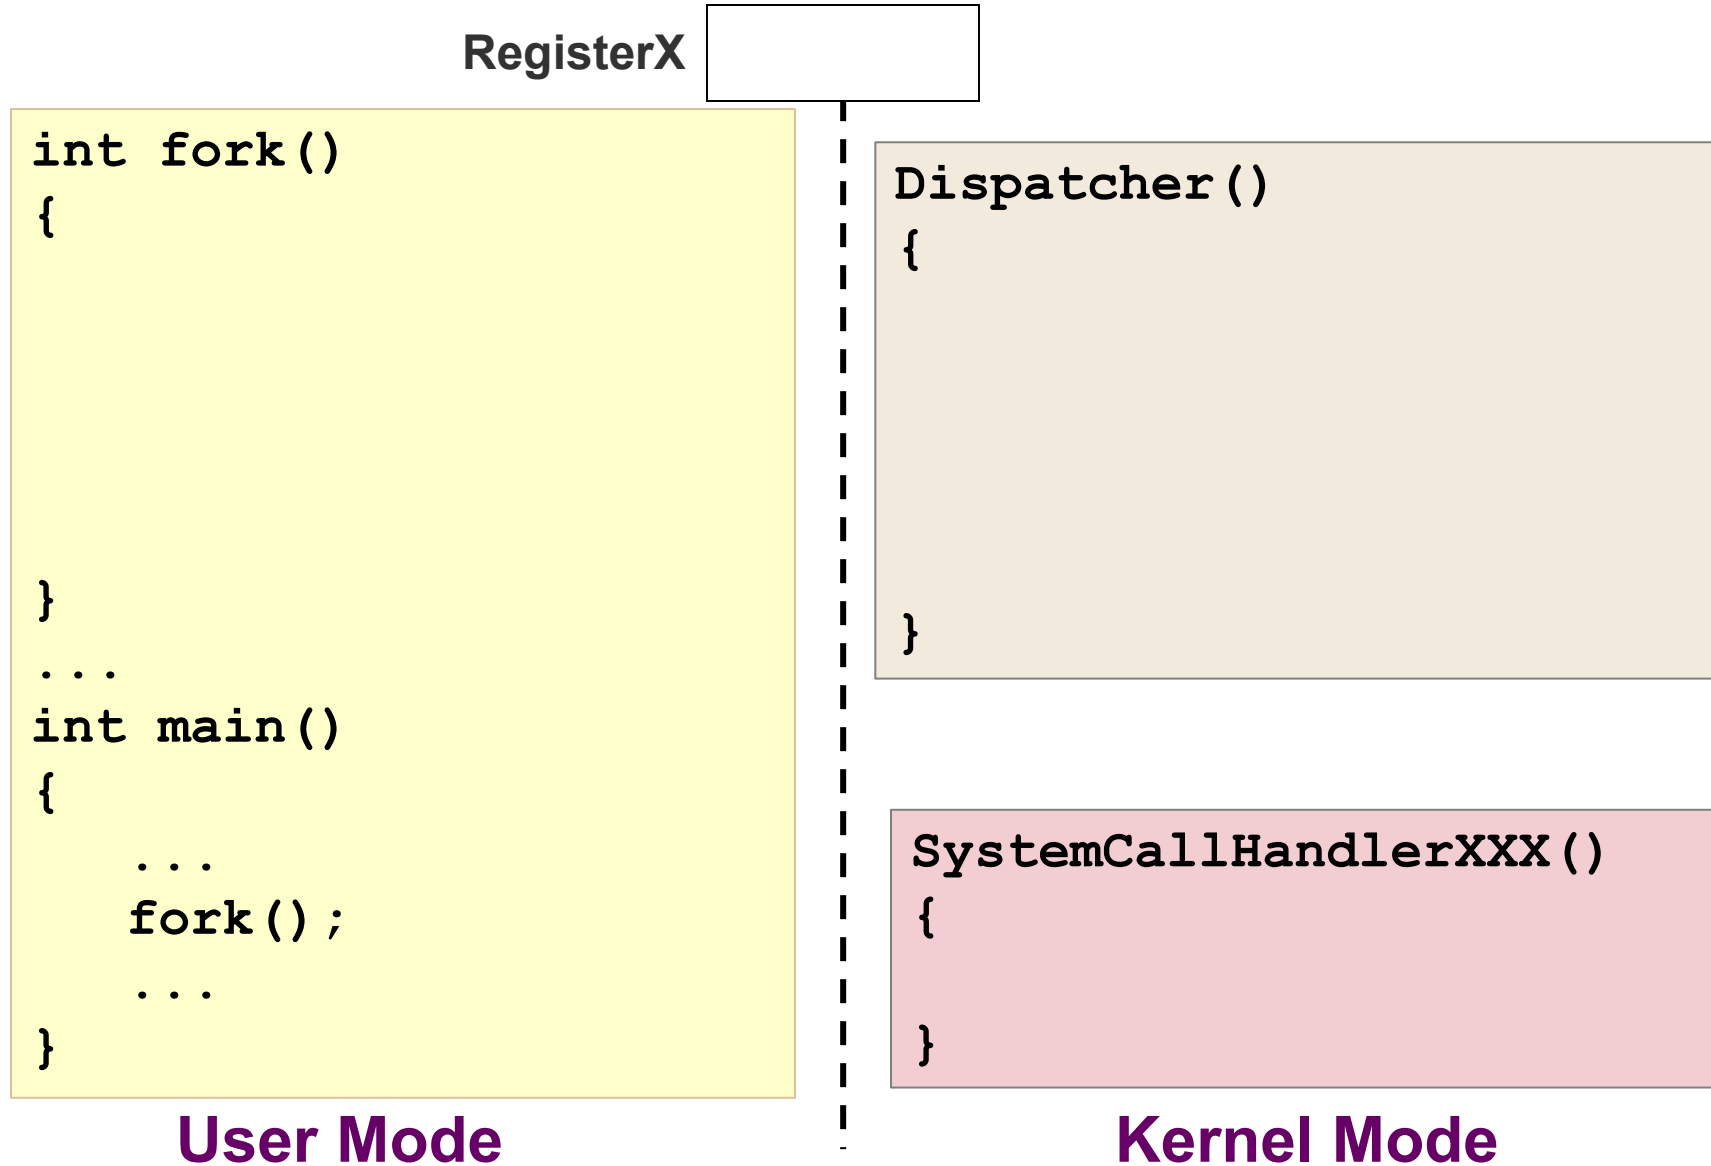 RegisterX
int fork()
{
}
...
int main()
{
...
fork();
...
}
User Mode
Dispatcher()
{
}
SystemCallHandlerXXX()
{
}
Kernel Mode